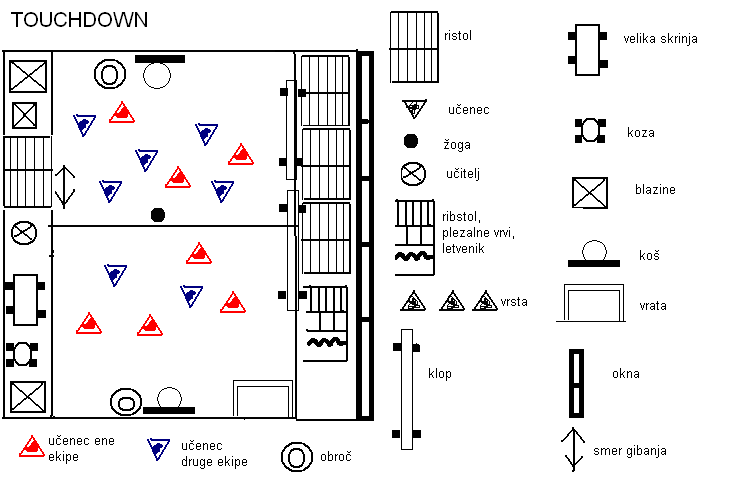 TOUCHDOWN
ristol
učenec
žoga
učitelj
ribstol,
plezalne vrvi,
letvenik
vrsta
klop
velika skrinja
koza
blazine
koš
vrata
okna
smer gibanja
učenec ene
ekipe
učenec
druge ekipe
obroč